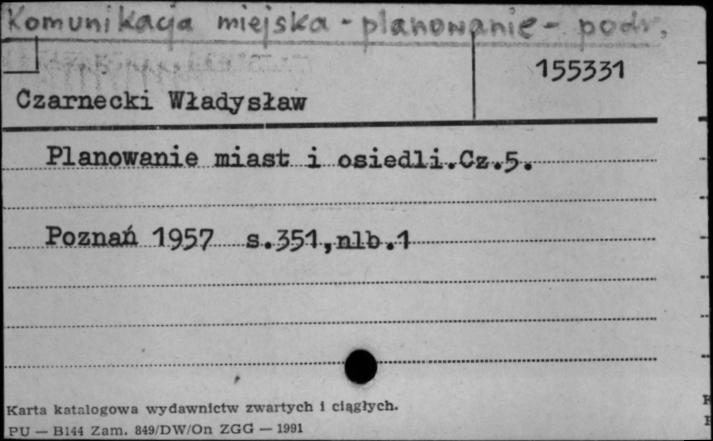 Komunikacja miejska - planowanie - podr.
155331
Czarnecki Władysław
Planowanie miast i osiedli.Cz.5.
Poznań 1957 s.351,nlb.1
Karta katalogowa wydawnictw zwartych i ciągłych.
PU — B144 Zam. 849/DW/On ZGG — 1991